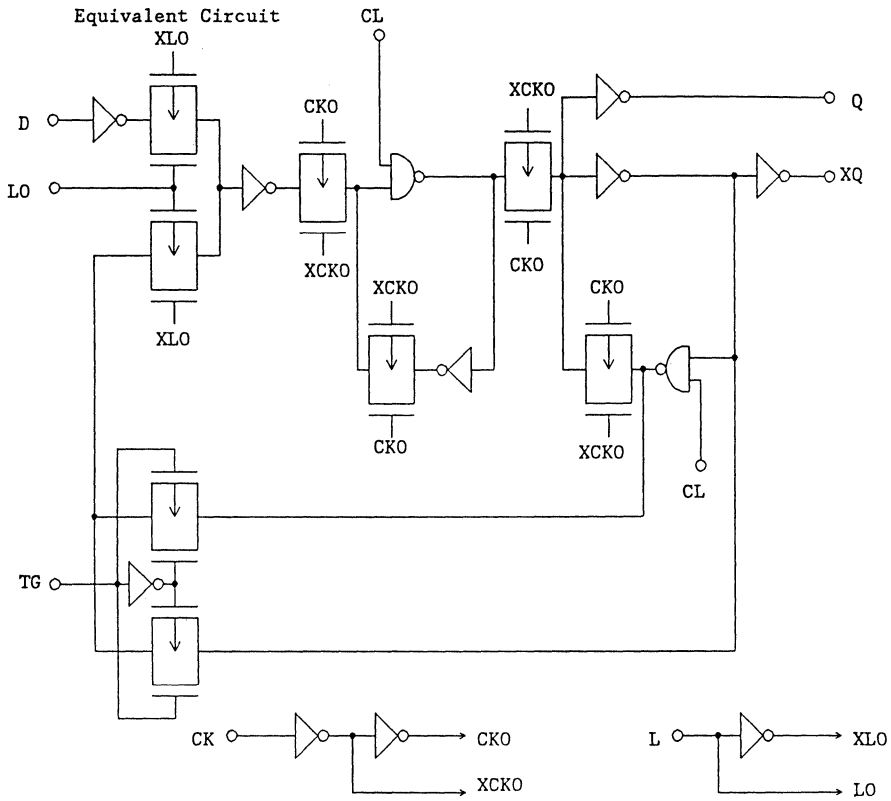 Equivalent Circuit
XLO
CL
D
CKO
XCKO
Q
LO
XQ
XCKO
CKO
XLO
XCKO
CKO
CKO
XCKO
CL
TG
CK
CKO
XCKO
L
XLO
LO